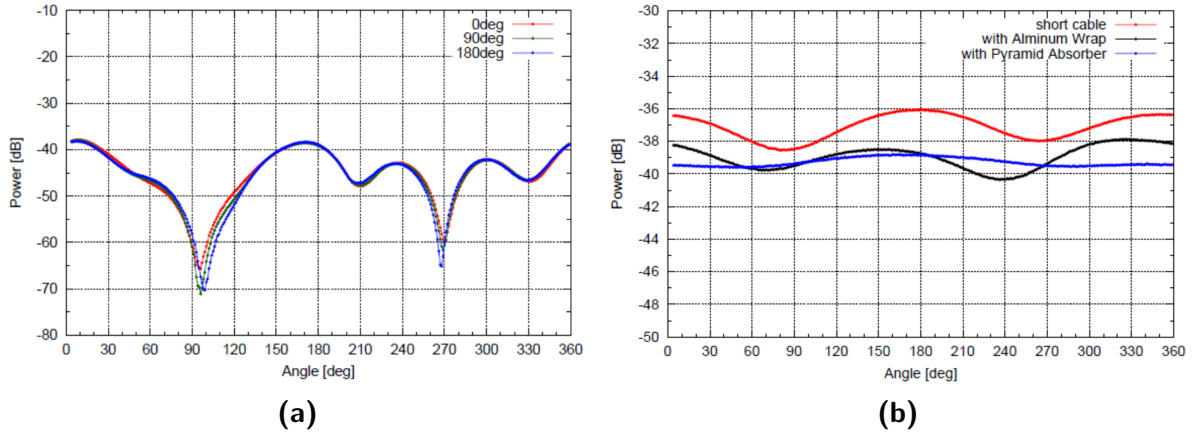 -10
-20
-30
-40
-50
-60
-70
-80
Power [dB]
0deg
90deg
180deg
0 30 60 90 120 150 180 210 240 270 300 330 360
Angle [deg]
(a)
-30
-32
-34
-36
-38
-40
-42
-44
-46
-48
-50
Power [dB]
short cable
with Alminum Wrap
with Pyramid Absorber
0 30 60 90 120 150 180 210 240 270 300 330 360
Angle [deg]
(b)